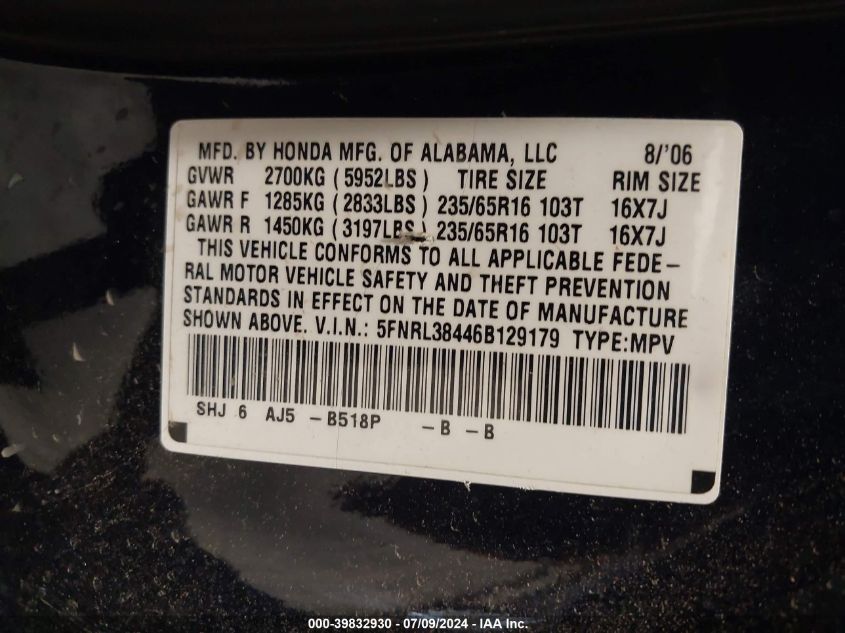 MFD. BY HONDA MFG. OF ALABAMA, LLC 8/'06
GVWR 2700KG ( 5952LBS ) TIRE SIZE RIM SIZE
GAWR F 1285KG ( 2833LBS ) 235/65R16 103T 16X7J
GAWR R 1450KG ( 3197LBS ) 235/65R16 103T 16X7J
THIS VEHICLE CONFORMS TO ALL APPLICABLE FEDE-
RAL MOTOR VEHICLE SAFETY AND THEFT PREVENTION
STANDARDS IN EFFECT ON THE DATE OF MANUFACTURE
SHOWN ABOVE. V.I.N.: 5FNRL38446B129179 TYPE:MPV
SHJ 6 AJ5 -B518P -B -B
000-39832930 - 07/09/2024 - IAA Inc.